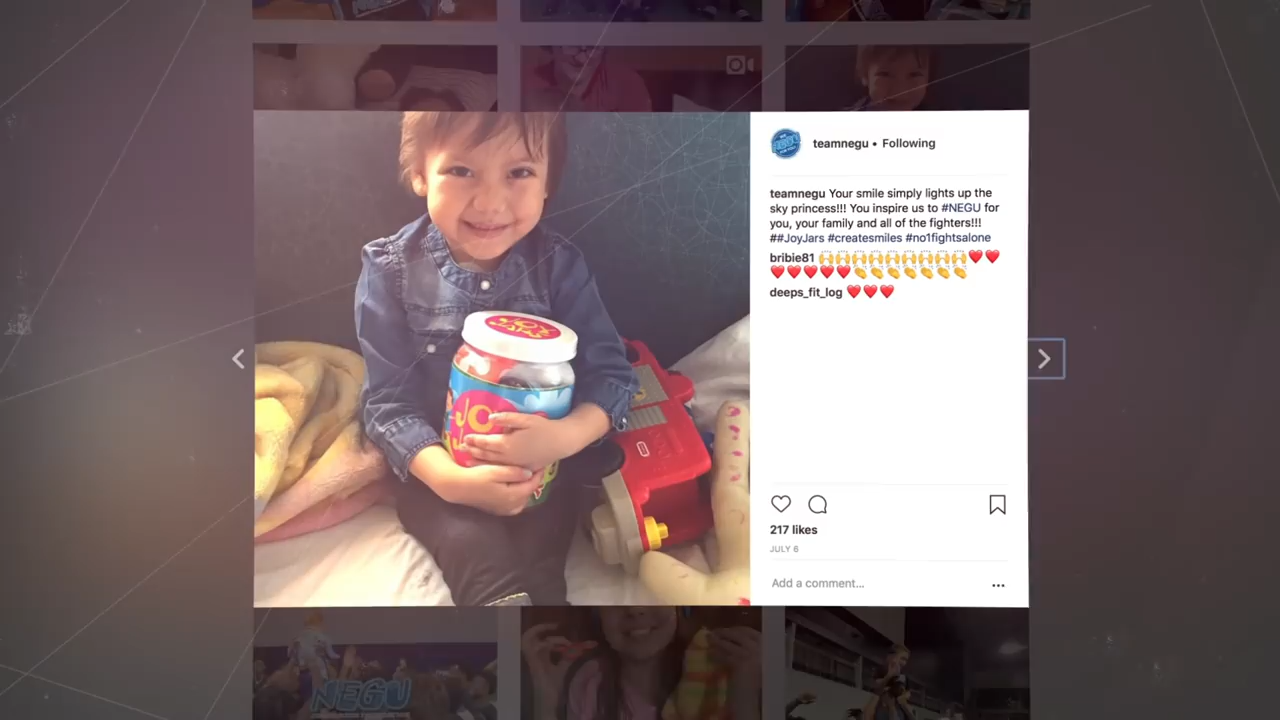 teamnegu • Following
teamnegu Your smile simply lights up the
sky princess!!! You inspire us to #NEGU for
you, your family and all of the fighters!!!
##JoyJars #createsmiles #no1fightsalone
bribie81 🙌🙌🙌🙌🙌🙌🙌🙌🙌❤️❤️
❤️❤️❤️❤️❤️👏👏👏👏👏👏👏
deeps_fit_log ❤️❤️❤️
217 likes
JULY 6
Add a comment...
NEGU